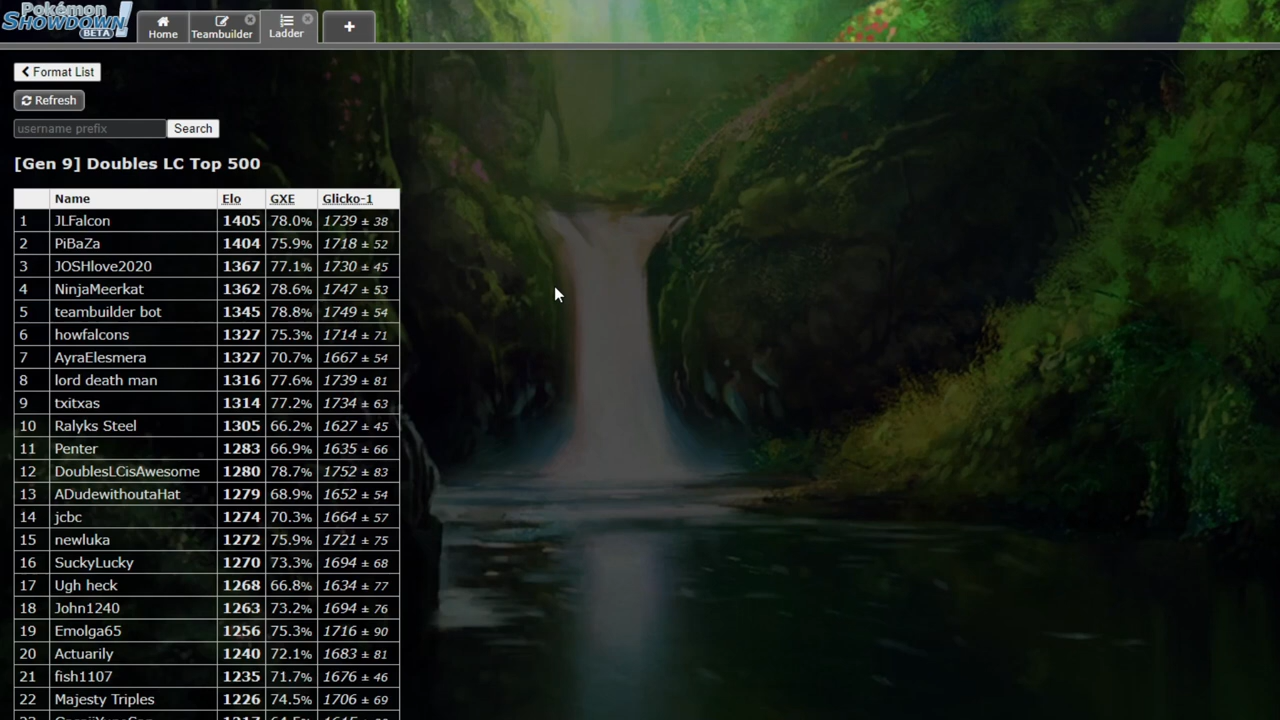 Pokémon
SHOWDOWN!
BETA
Home
Teambuilder
Ladder
Format List
Refresh
username prefix Search
[Gen 9] Doubles LC Top 500
Name Elo GXE Glicko-1
1 JLFalcon 1405 78.0% 1739 ± 38
2 PiBaZa 1404 75.9% 1718 ± 52
3 JOSHlove2020 1367 77.1% 1730 ± 45
4 NinjaMeerkat 1362 78.6% 1747 ± 53
5 teambuilder bot 1345 78.8% 1749 ± 54
6 howfalcons 1327 75.3% 1714 ± 71
7 AyraElesmera 1327 70.7% 1667 ± 54
8 lord death man 1316 77.6% 1739 ± 81
9 txitxas 1314 77.2% 1734 ± 63
10 Ralyks Steel 1305 66.2% 1627 ± 45
11 Penter 1283 66.9% 1635 ± 66
12 DoublesLCisAwesome 1280 78.7% 1752 ± 83
13 ADudewithoutaHat 1279 68.9% 1652 ± 54
14 jcbc 1274 70.3% 1664 ± 57
15 newluka 1272 75.9% 1721 ± 75
16 SuckyLucky 1270 73.3% 1694 ± 68
17 Ugh heck 1268 66.8% 1634 ± 77
18 John1240 1263 73.2% 1694 ± 76
19 Emolga65 1256 75.3% 1716 ± 90
20 Actuarily 1240 72.1% 1683 ± 81
21 fish1107 1235 71.7% 1676 ± 46
22 Majesty Triples 1226 74.5% 1706 ± 69